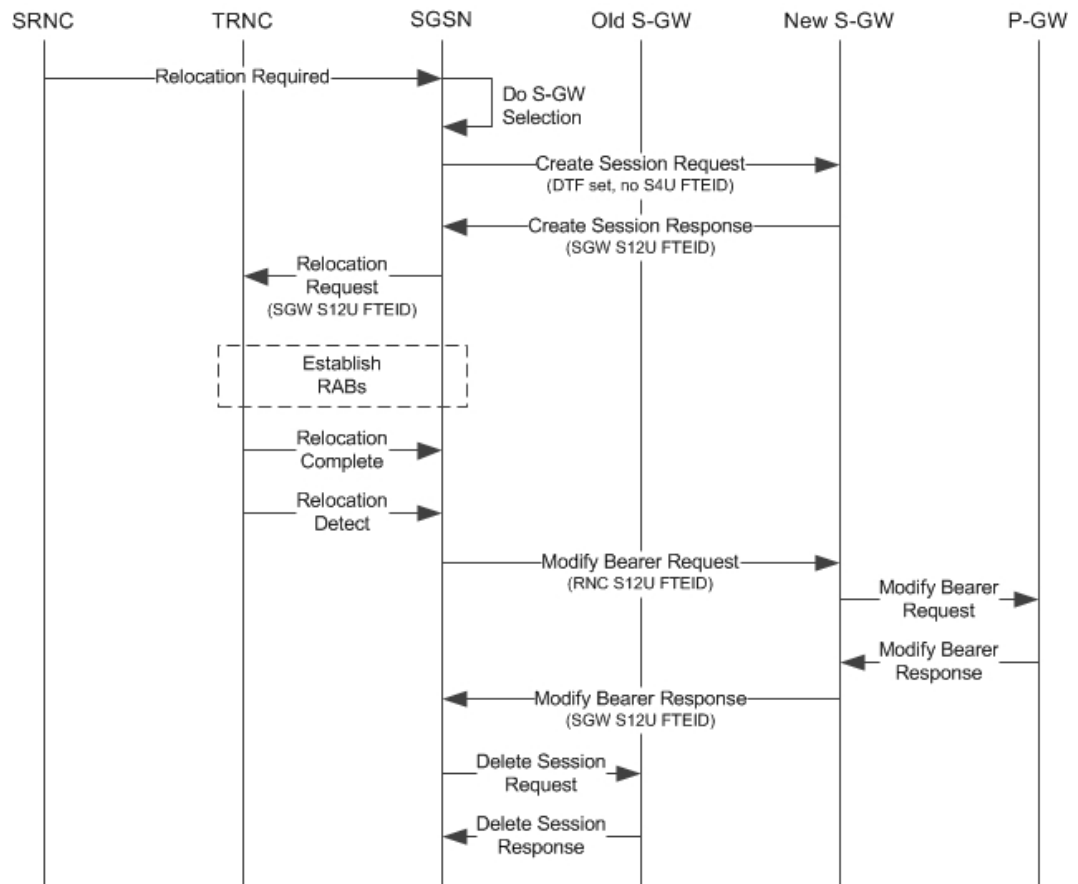 SRNC TRNC SGSN Old S-GW New S-GW P-GW
Relocation Required
Do S-GW
Selection
Create Session Request
(DTF set, no S4U FTEID)
Create Session Response
(SGW S12U FTEID)
Relocation
Request
(SGW S12U FTEID)
Establish
RABs
Relocation
Complete
Relocation
Detect
Modify Bearer Request
(RNC S12U FTEID)
Modify Bearer
Request
Modify Bearer
Response
Modify Bearer Response
(SGW S12U FTEID)
Delete Session
Request
Delete Session
Response